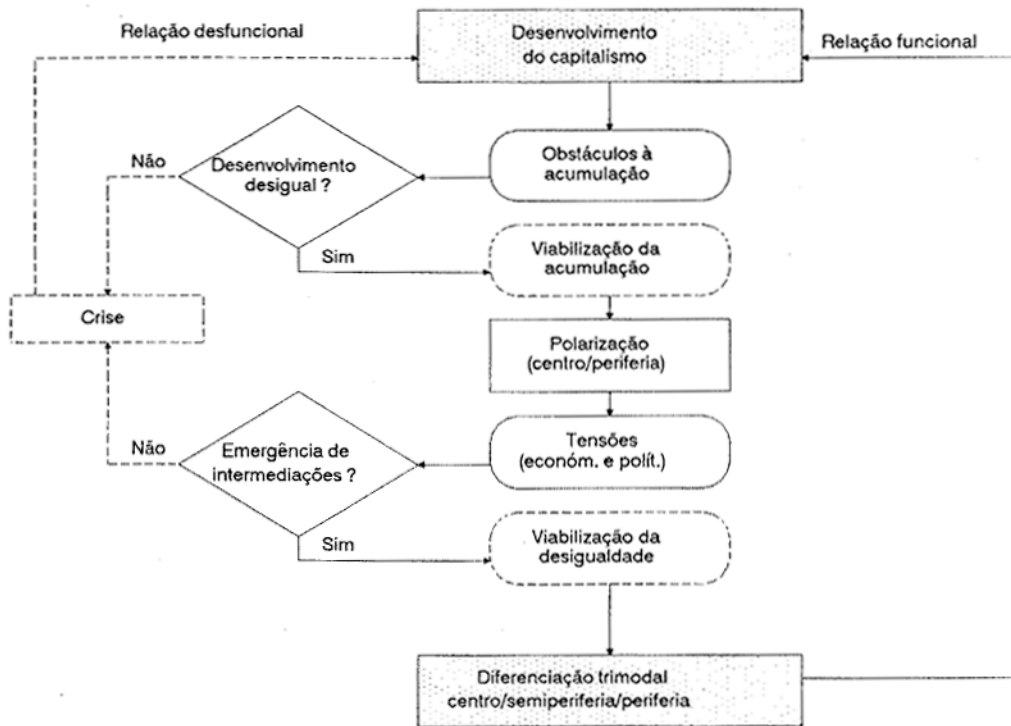 Relação desfuncional
Desenvolvimento
do capitalismo
Relação funcional
Não
Desenvolvimento
desigual ?
Obstáculos à
acumulação
Sim
Viabilização da
acumulação
Crise
Polarização
(centro/periferia)
Não
Emergência de
intermediações ?
Tensões
(económ. e polít.)
Sim
Viabilização da
desigualdade
Diferenciação trimodal
centro/semiperiferia/periferia